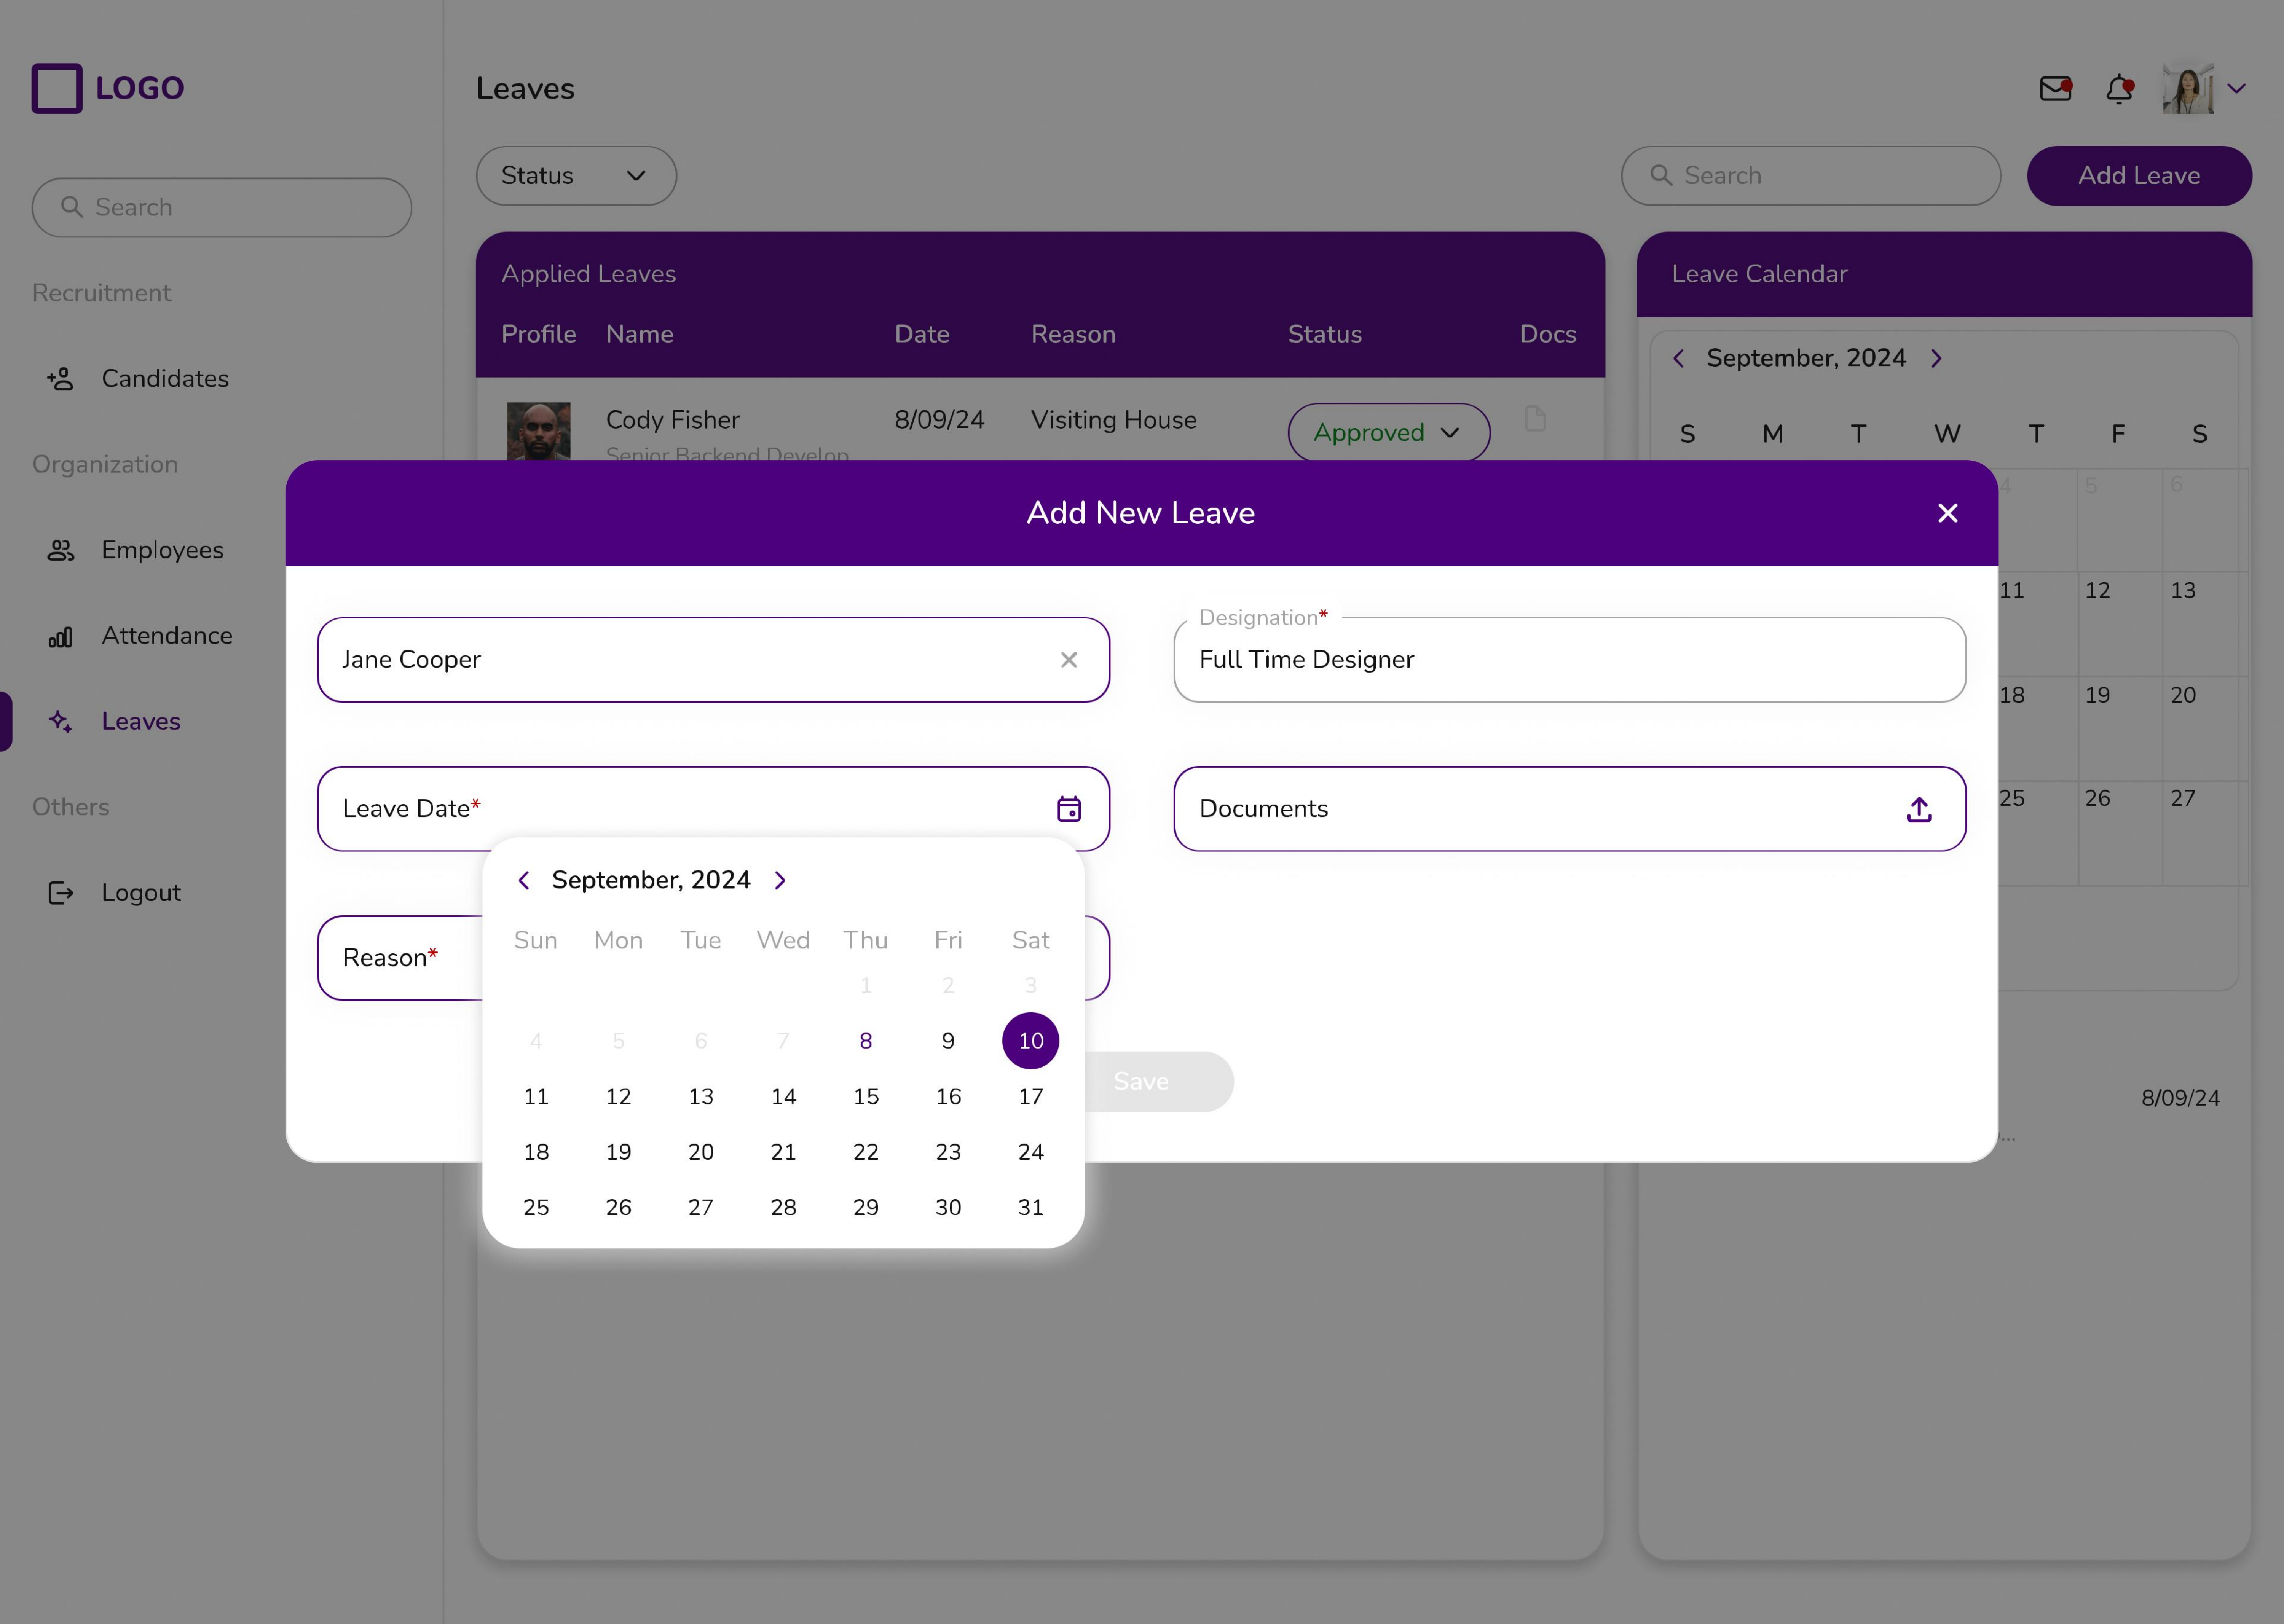 LOGO
Leaves
Search
Status
Search
Add Leave
Recruitment
Candidates
Organization
Employees
Attendance
Leaves
Others
Logout
Applied Leaves
Profile Name Date Reason Status Docs
Cody Fisher 8/09/24 Visiting House Approved
Senior Backend Develop
Leave Calendar
September, 2024
S M T W T F S
4 5 6
11 12 13
18 19 20
25 26 27
8/09/24
...
Add New Leave
Jane Cooper
Designation*
Full Time Designer
Leave Date*
Documents
Reason*
September, 2024
Sun Mon Tue Wed Thu Fri Sat
1 2 3
4 5 6 7 8 9 10
11 12 13 14 15 16 17
18 19 20 21 22 23 24
25 26 27 28 29 30 31
Save